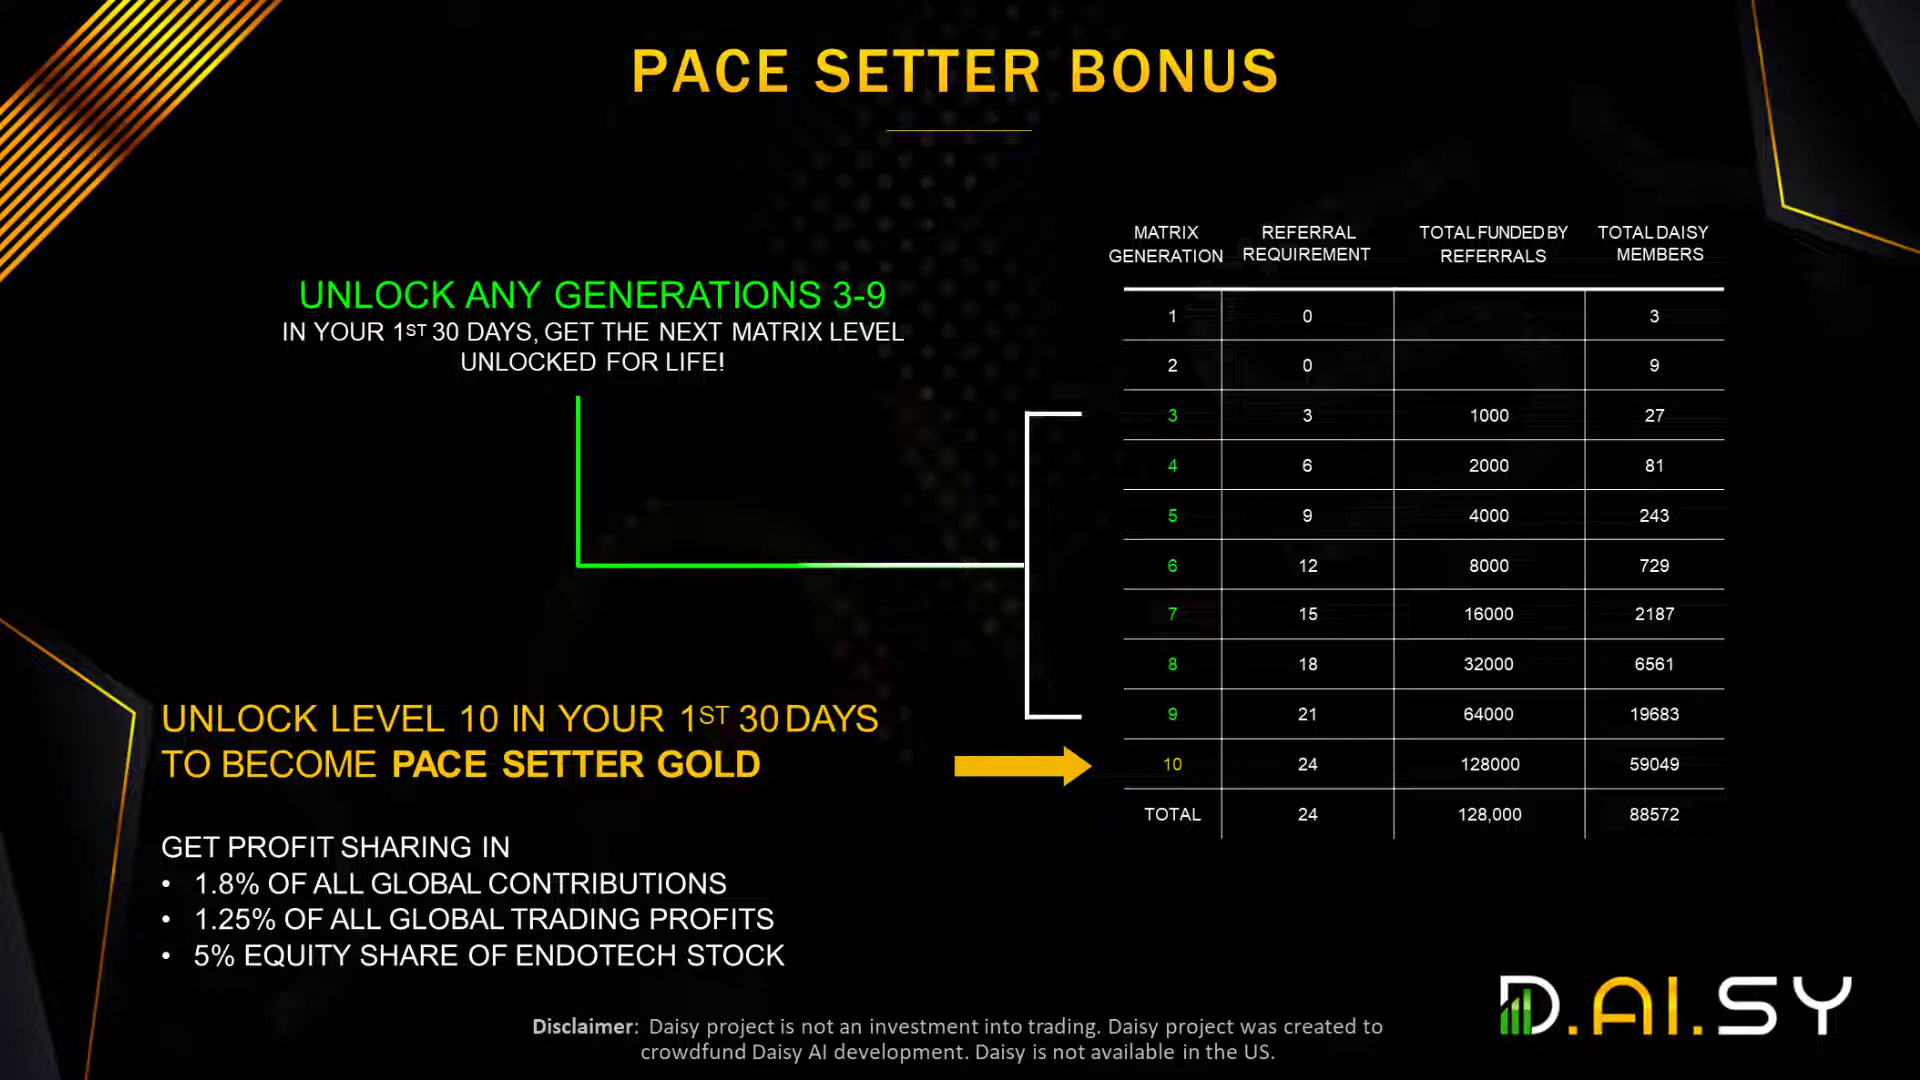 PACE SETTER BONUS
UNLOCK ANY GENERATIONS 3-9
IN YOUR 1ST 30 DAYS, GET THE NEXT MATRIX LEVEL
UNLOCKED FOR LIFE!
MATRIX GENERATION REFERRAL REQUIREMENT TOTAL FUNDED BY REFERRALS TOTAL DAISY MEMBERS
1 0 3
2 0 9
3 3 1000 27
4 6 2000 81
5 9 4000 243
6 12 8000 729
7 15 16000 2187
8 18 32000 6561
9 21 64000 19683
10 24 128000 59049
TOTAL 24 128,000 88572
UNLOCK LEVEL 10 IN YOUR 1ST 30 DAYS
TO BECOME PACE SETTER GOLD
GET PROFIT SHARING IN
• 1.8% OF ALL GLOBAL CONTRIBUTIONS
• 1.25% OF ALL GLOBAL TRADING PROFITS
• 5% EQUITY SHARE OF ENDOTECH STOCK
Disclaimer: Daisy project is not an investment into trading. Daisy project was created to
crowdfund Daisy AI development. Daisy is not available in the US.
D.AI.SY